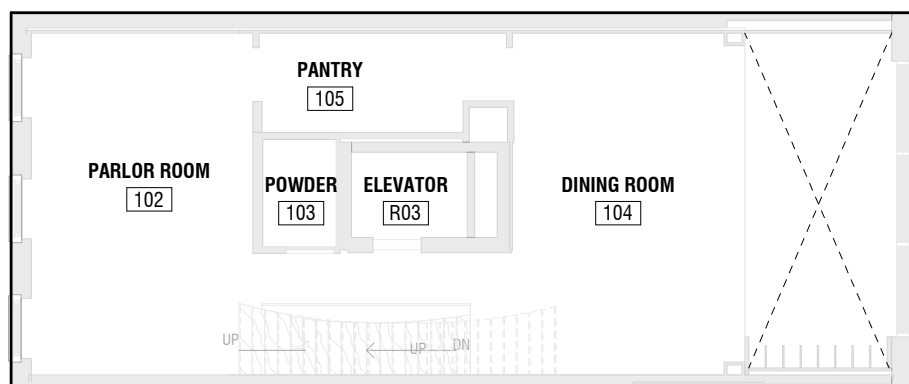 PANTRY
105
PARLOR ROOM
102
POWDER
103
ELEVATOR
R03
DINING ROOM
104
UP
UP
DN